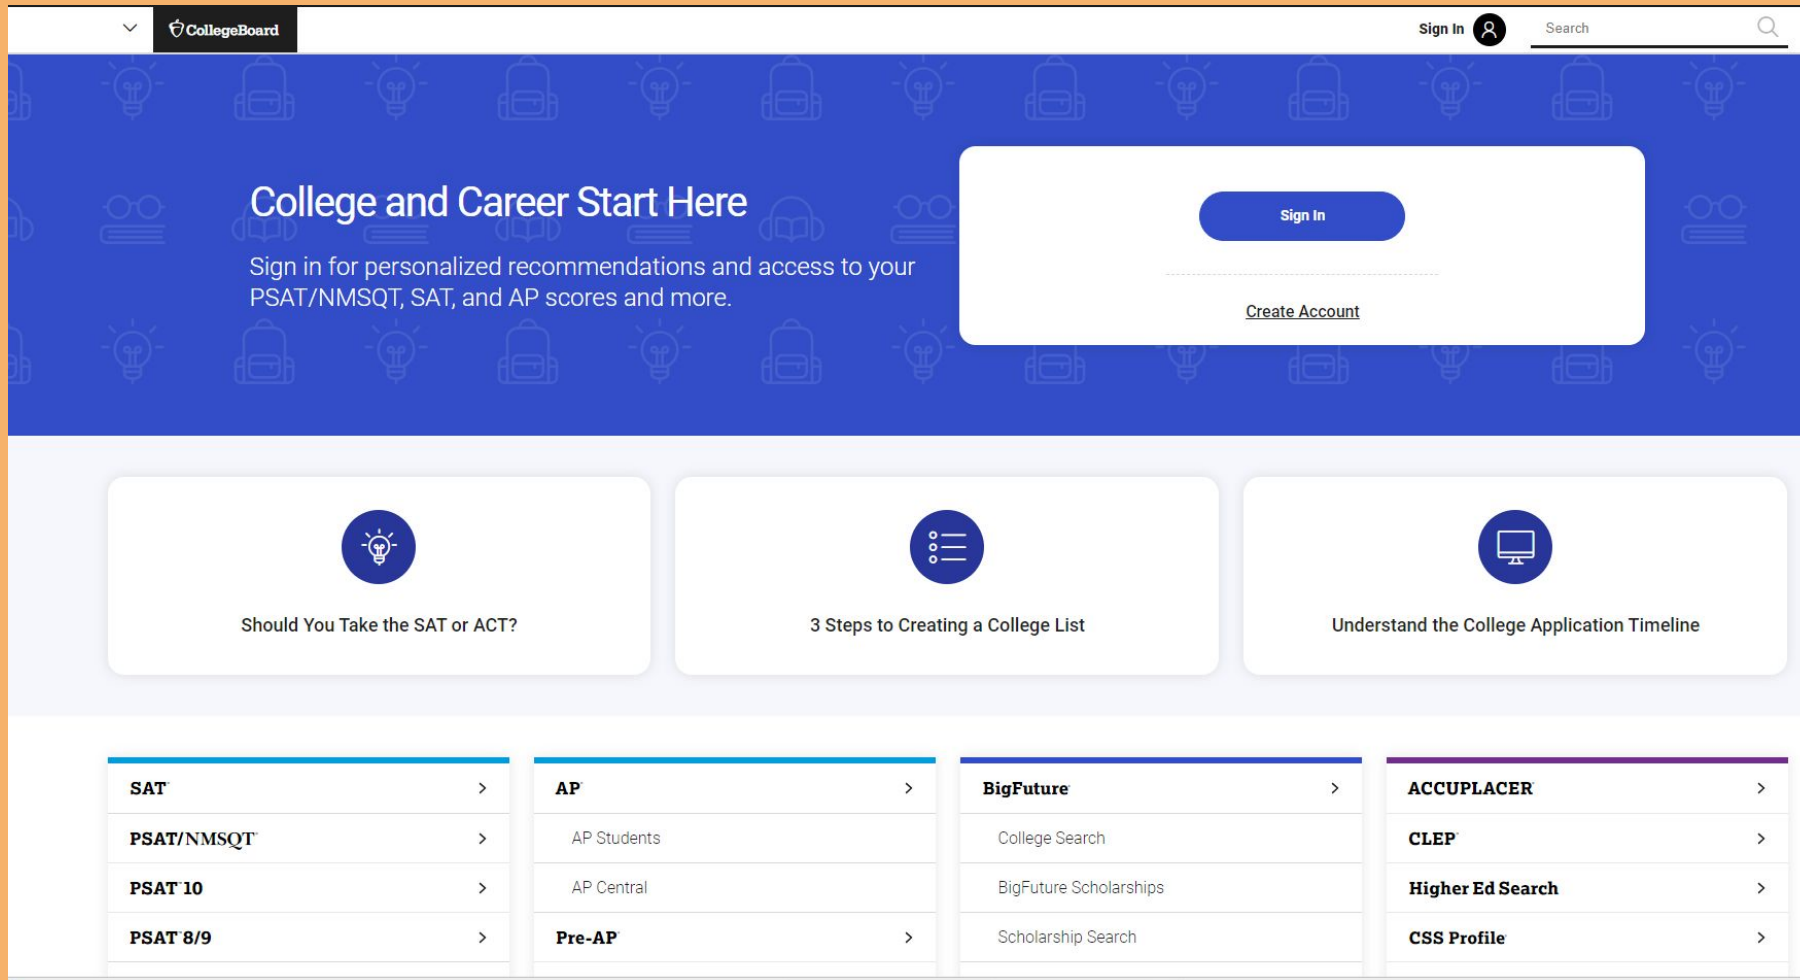 CollegeBoard
Sign In
Search
College and Career Start Here
Sign in for personalized recommendations and access to your
PSAT/NMSQT, SAT, and AP scores and more.
Sign In
Create Account
Should You Take the SAT or ACT?
3 Steps to Creating a College List
Understand the College Application Timeline
SAT
PSAT/NMSQT
PSAT 10
PSAT 8/9
AP
AP Students
AP Central
Pre-AP
BigFuture
College Search
BigFuture Scholarships
Scholarship Search
ACCUPLACER
CLEP
Higher Ed Search
CSS Profile